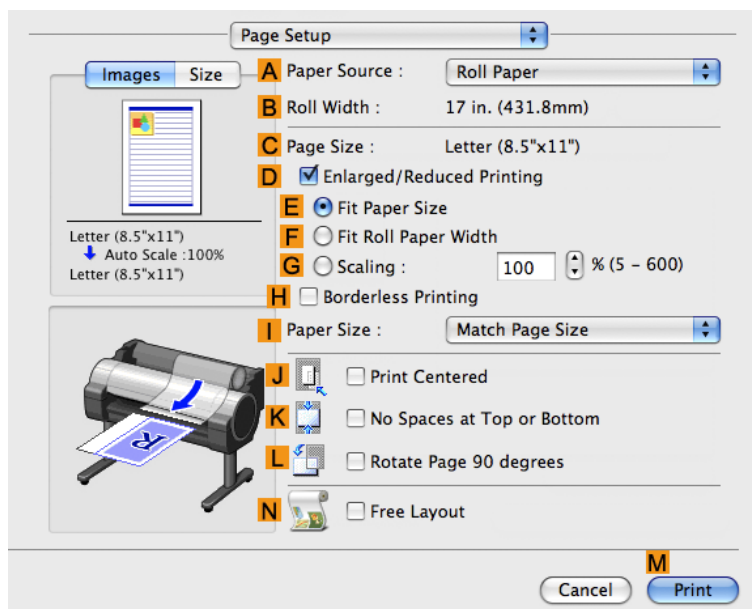 Page Setup
Images Size
A Paper Source : Roll Paper
B Roll Width : 17 in. (431.8mm)
C Page Size : Letter (8.5"x11")
D Enlarged/Reduced Printing
E Fit Paper Size
F Fit Roll Paper Width
G Scaling : 100 % (5 - 600)
H Borderless Printing
I Paper Size : Match Page Size
Letter (8.5"x11")
Auto Scale :100%
Letter (8.5"x11")
R
J Print Centered
K No Spaces at Top or Bottom
L Rotate Page 90 degrees
N Free Layout
M
Cancel Print